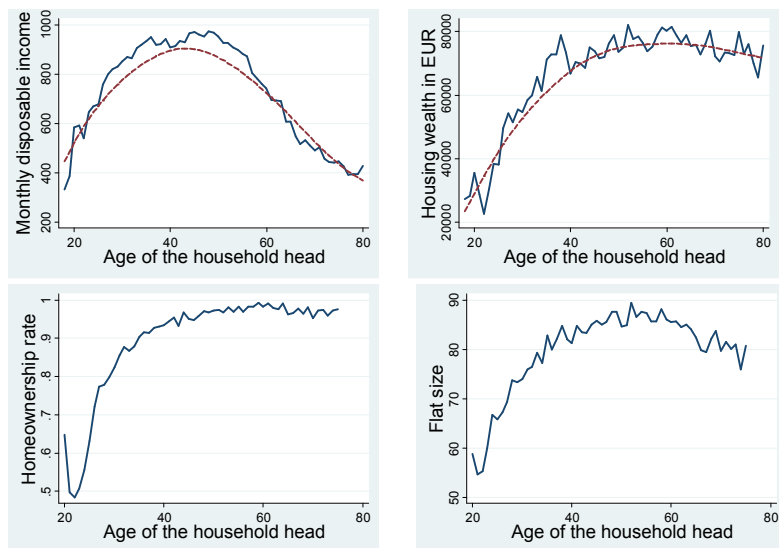 Monthly disposable income
200 400 600 800 1000
20 40 60 80
Age of the household head
Housing wealth in EUR
20000 40000 60000 80000
20 40 60 80
Age of the household head
Homeownership rate
.5 .6 .7 .8 .9 1
20 40 60 80
Age of the household head
Flat size
50 60 70 80 90
20 40 60 80
Age of the household head